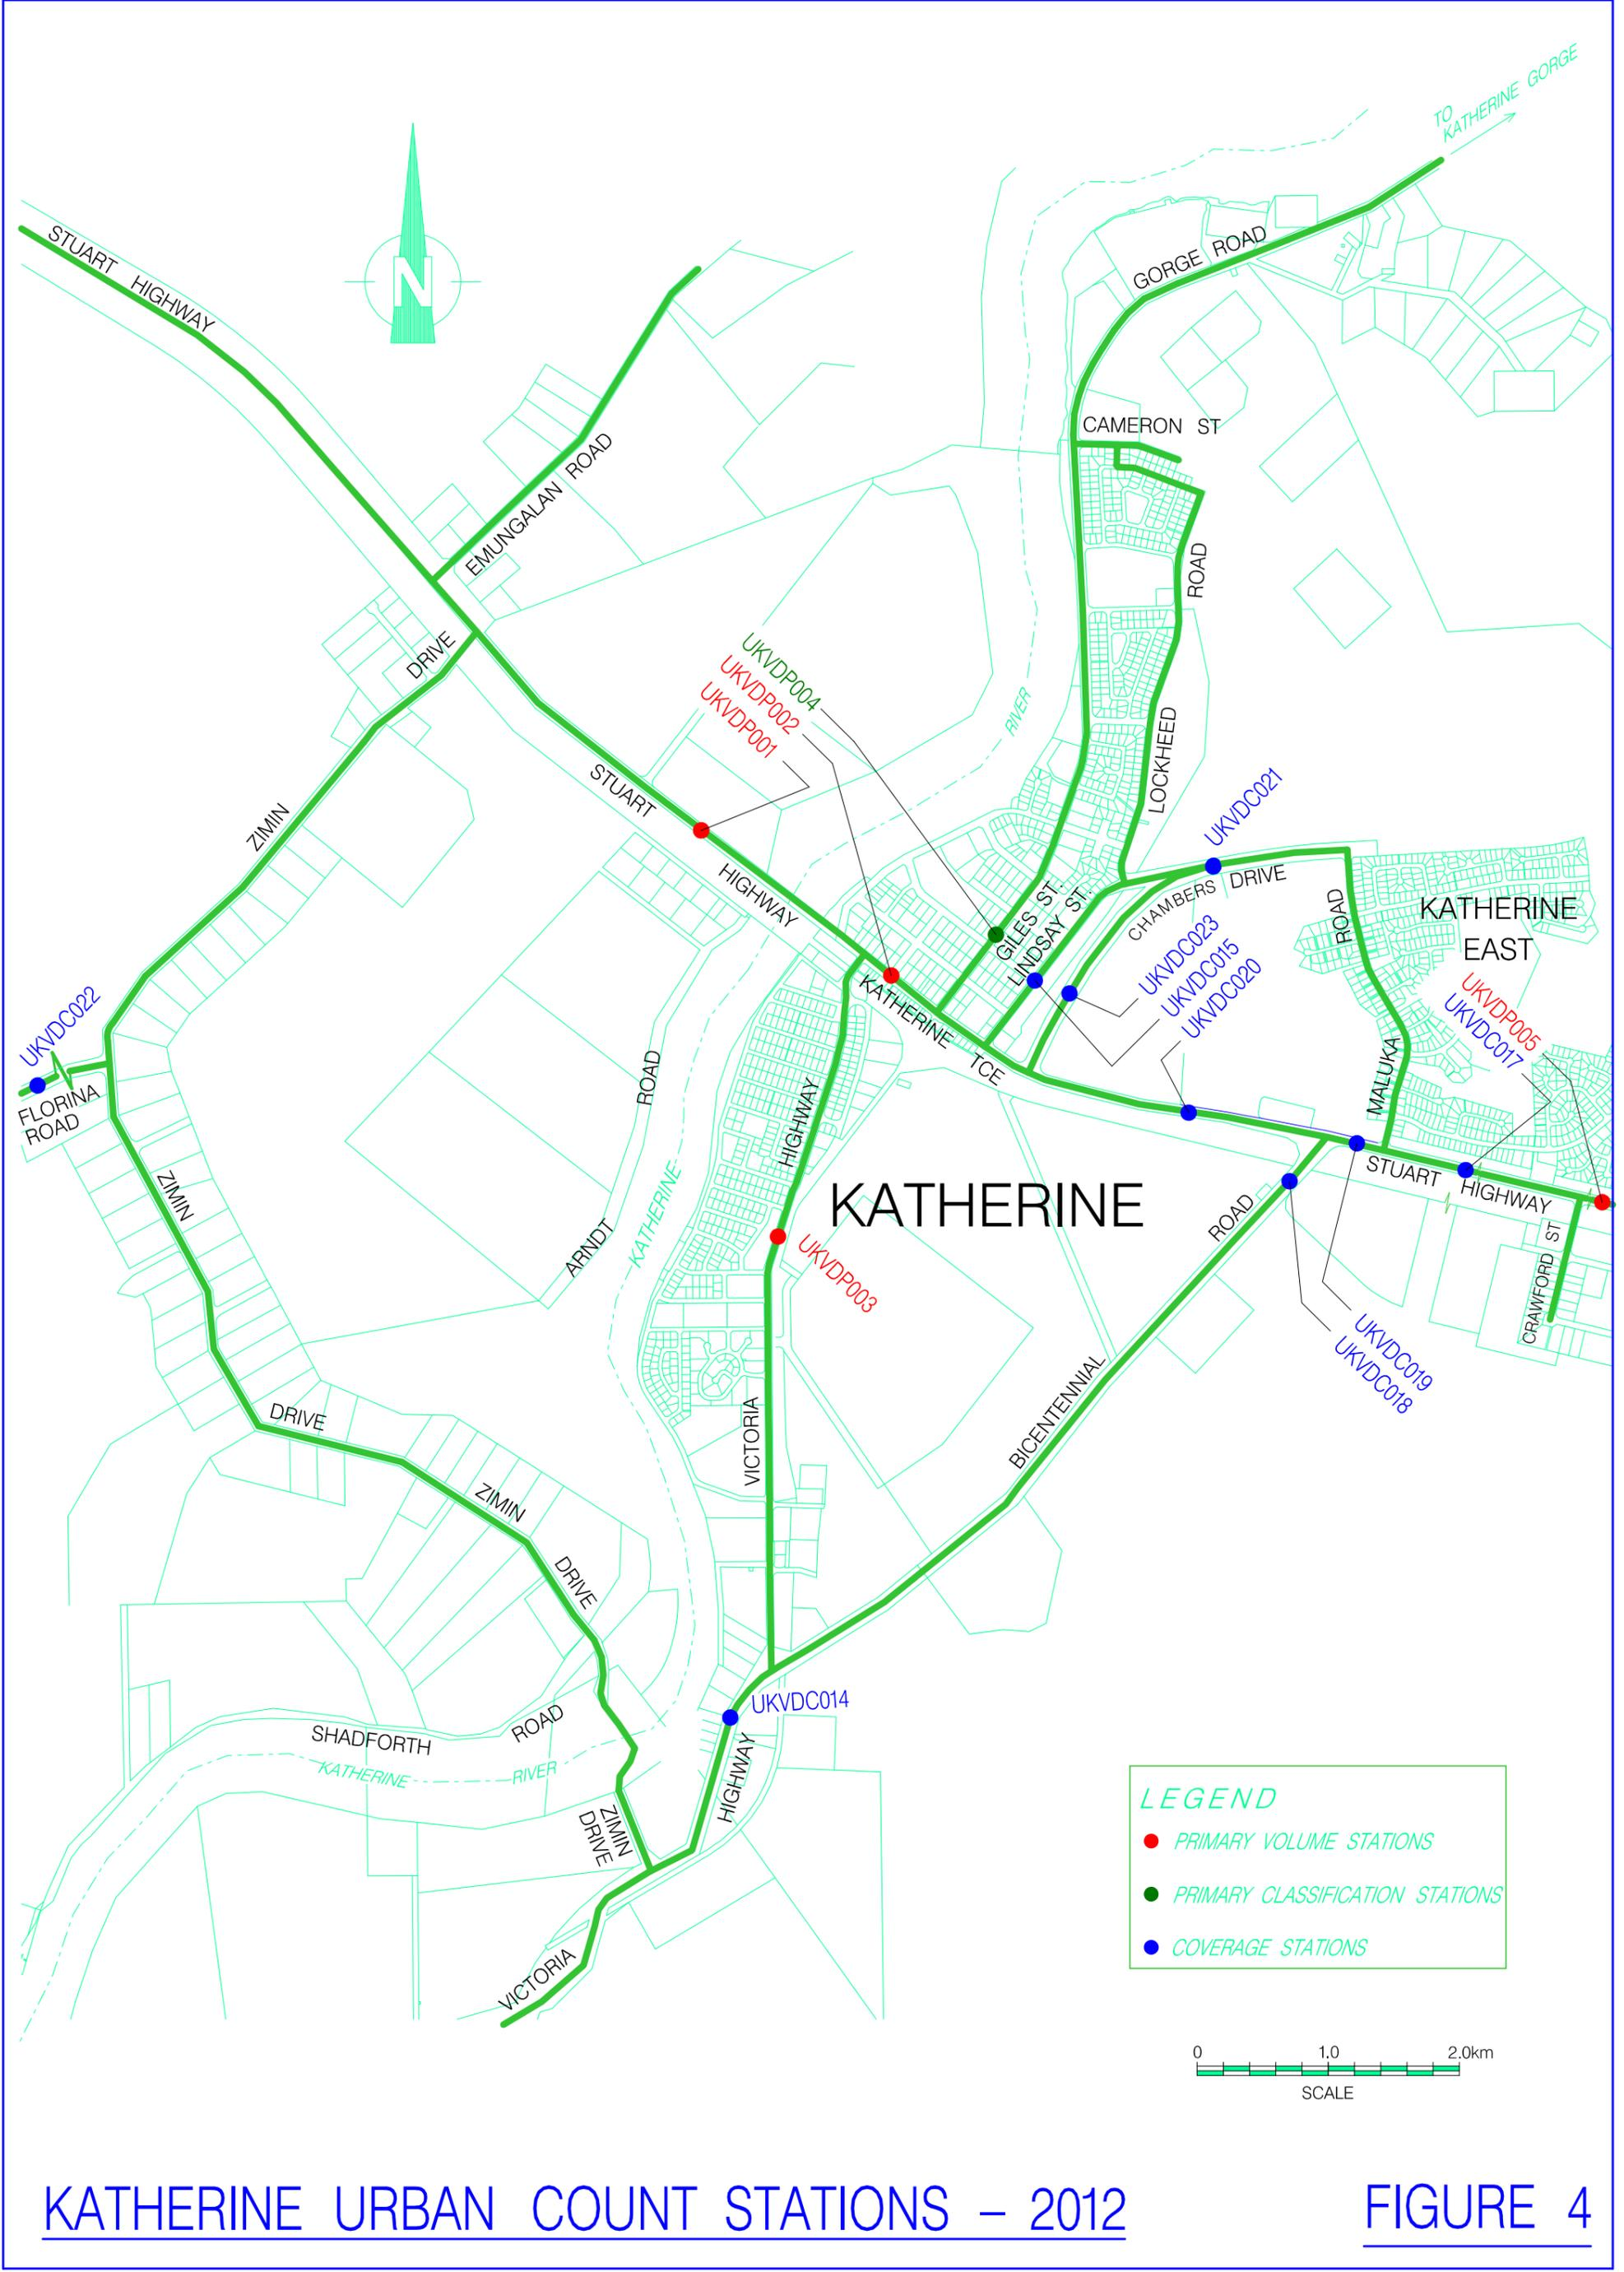 TO
KATHERINE GORGE
STUART HIGHWAY
N
GORGE ROAD
CAMERON ST
EMUNGALAN ROAD
ROAD
DRIVE
UKVDP004
UKVDP002
UKVDP001
RIVER
LOCKHEED
STUART
ZIMIN
UKVDC021
HIGHWAY
CHAMBERS DRIVE
GILES ST.
LINDSAY ST.
ROAD
KATHERINE
EAST
UKVDC023
UKVDC015
UKVDC020
UKVDP005
UKVDC017
KATHERINE TCE
UKVDC022
FLORINA
ROAD
ROAD
HIGHWAY
MALUKA
ZIMIN
KATHERINE
KATHERINE
STUART HIGHWAY
ROAD
ARNDT
UKVDP003
CRAWFORD ST
UKVDC019
UKVDC018
BICENTENNIAL
VICTORIA
DRIVE
ZIMIN
DRIVE
UKVDC014
SHADFORTH ROAD
KATHERINE RIVER
HIGHWAY
ZIMIN
DRIVE
VICTORIA
LEGEND
PRIMARY VOLUME STATIONS
PRIMARY CLASSIFICATION STATIONS
COVERAGE STATIONS
0 1.0 2.0km
SCALE
KATHERINE URBAN COUNT STATIONS – 2012
FIGURE 4